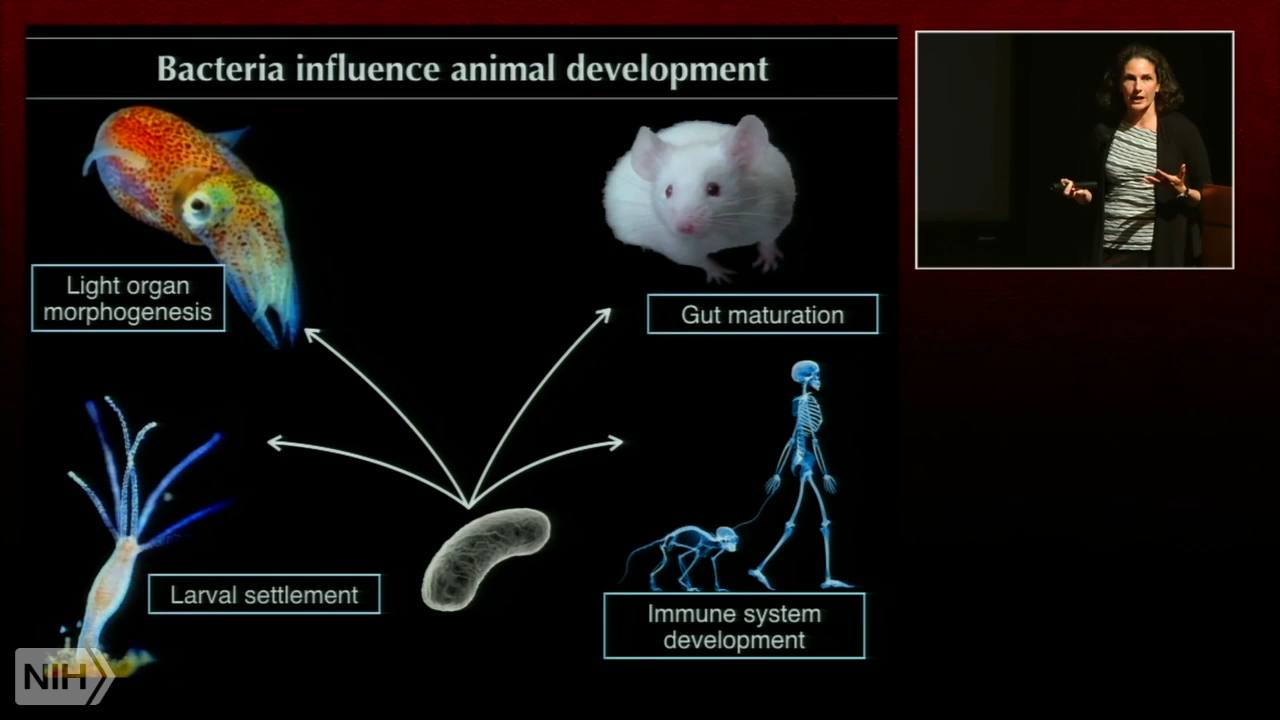 Bacteria influence animal development
Light organ
morphogenesis
Gut maturation
Larval settlement
Immune system
development
NIH